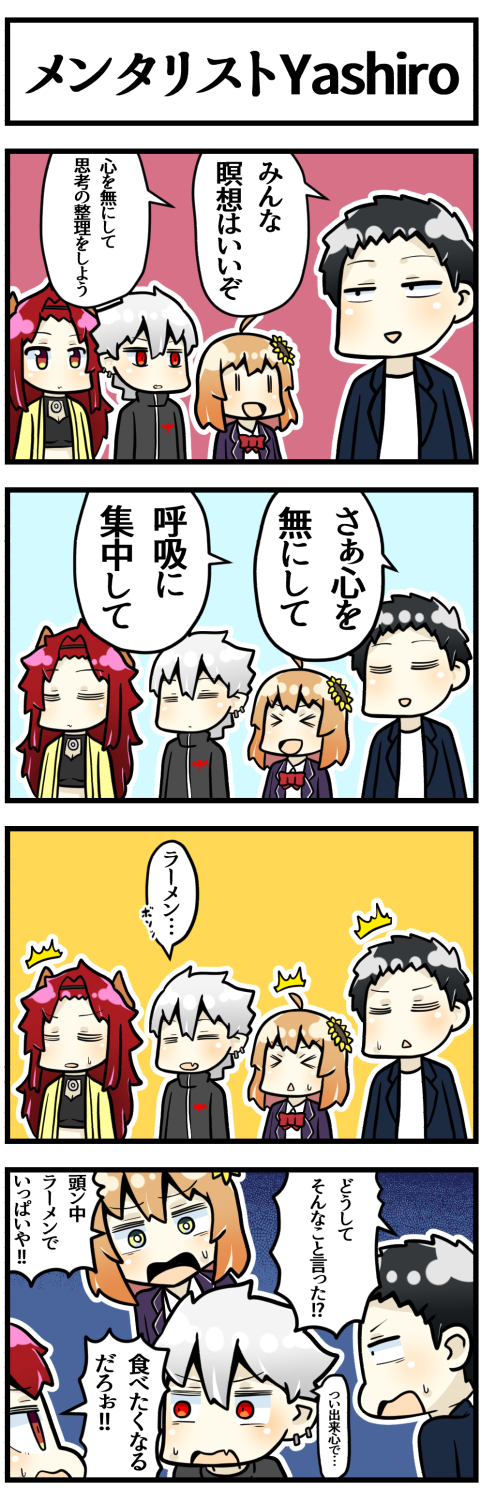 メンタリストYashiro
みんな
瞑想はいいぞ
心を無にして
思考の整理をしよう
さぁ心を
無にして
呼吸に
集中して
ラーメン…
ボソッ
どうして
そんなこと言った!?
頭ン中
ラーメンで
いっぱいや!!
つい出来心で…
食べたくなる
だろぉ!!